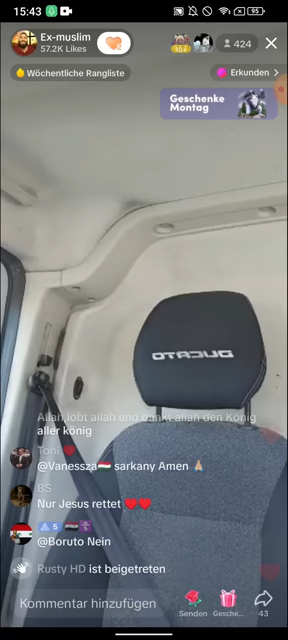 15:43
95
Ex-muslim
57.2K Likes
424
Wöchentliche Rangliste
Erkunden
Geschenke
Montag
DUCATO
Allah,lobt allah end dankt allah den König
aller könig
Toni
@Vanessza🇭🇺 sarkany Amen 🙏🏼
BS
Nur Jesus rettet ❤️❤️
5
@Boruto Nein
Rusty HD ist beigetreten
Kommentar hinzufügen
Senden
Gesche...
43